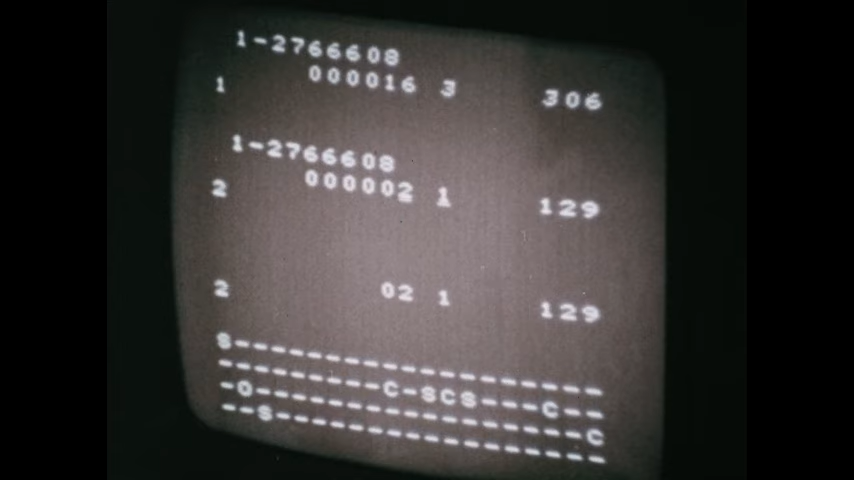 1-2766608
000016 3
1 306
1-2766608
000002 1
2 129
2 02 1 129
S-------------------
---------C-SCS---C--
-O-----------------C
--S-----------------